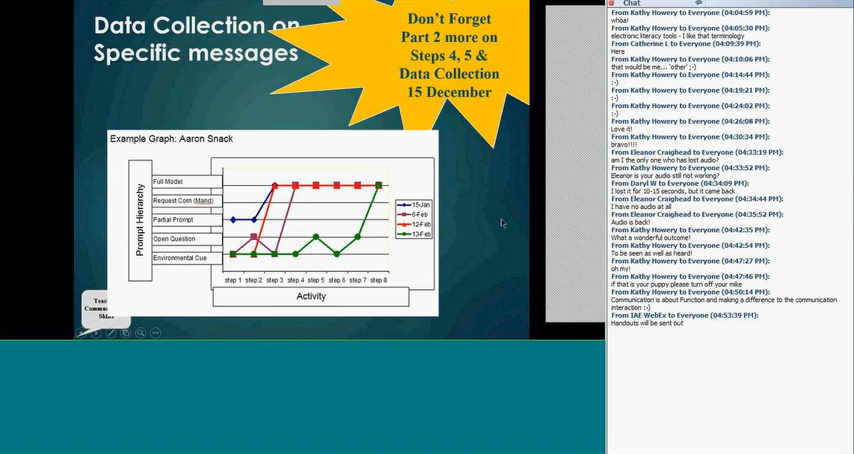 Data Collection on
Specific messages
Don't Forget
Part 2 more on
Steps 4, 5 &
Data Collection
15 December
Example Graph: Aaron Snack
Prompt Hierarchy
Full Model
Request Com (Mand)
Partial Prompt
Open Question
Environmental Cue
15-Jan
6-Feb
12-Feb
13-Feb
step 1 step 2 step 3 step 4 step 5 step 6 step 7 step 8
Activity
Chat
From Kathy Howery to Everyone (04:04:59 PM):
whoa!
From Kathy Howery to Everyone (04:05:30 PM):
electronic literacy tools - I like that terminology
From Catherine L to Everyone (04:09:39 PM):
Here
From Kathy Howery to Everyone (04:10:06 PM):
that would be me... 'other' ;-)
From Kathy Howery to Everyone (04:14:44 PM):
:-)
From Kathy Howery to Everyone (04:19:21 PM):
:-)
From Kathy Howery to Everyone (04:24:02 PM):
:-)
From Kathy Howery to Everyone (04:26:08 PM):
Love it!
From Kathy Howery to Everyone (04:30:34 PM):
bravo!!!!
From Eleanor Craighead to Everyone (04:33:19 PM):
am I the only one who has lost audio?
From Kathy Howery to Everyone (04:33:52 PM):
Eleanor is your audio still not working?
From Daryl W to Everyone (04:34:09 PM):
I lost it for 10-15 seconds, but it came back
From Eleanor Craighead to Everyone (04:34:44 PM):
I have no audio at all
From Eleanor Craighead to Everyone (04:35:52 PM):
Audio is back!
From Kathy Howery to Everyone (04:42:35 PM):
What a wonderful outcome!
From Kathy Howery to Everyone (04:42:54 PM):
To be seen as well as heard!
From Kathy Howery to Everyone (04:47:27 PM):
oh my!
From Kathy Howery to Everyone (04:47:46 PM):
if that is your puppy please turn off your mike
From Kathy Howery to Everyone (04:50:14 PM):
Communication is about Function and making a difference to the communication
interaction :-)
From IAE WebEx to Everyone (04:53:39 PM):
Handouts will be sent out